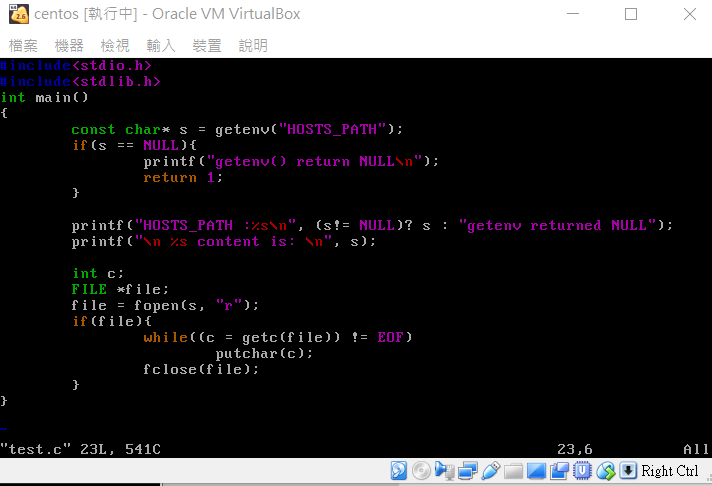 centos [執行中] - Oracle VM VirtualBox
檔案 機器 檢視 輸入 裝置 說明
#include<stdio.h>
#include<stdlib.h>
int main()
{
        const char* s = getenv("HOSTS_PATH");
        if(s == NULL){
                printf("getenv() return NULL\n");
                return 1;
        }

        printf("HOSTS_PATH :%s\n", (s!= NULL)? s : "getenv returned NULL");
        printf("\n %s content is: \n", s);

        int c;
        FILE *file;
        file = fopen(s, "r");
        if(file){
                while((c = getc(file)) != EOF)
                        putchar(c);
                fclose(file);
        }
}
~
"test.c" 23L, 541C 23,6 All
Right Ctrl